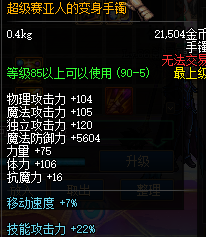 超级赛亚人的变身手镯
0.4kg 21,504金币
手镯
无法交易
等级85以上可以使用 (90-5) 最上级
物理攻击力 +104
魔法攻击力 +105
独立攻击力 +120
魔法防御力 +5604
力量 +75
体力 +106
抗魔力 +16
升级
整理
移动速度 +7%
技能攻击力 +22%